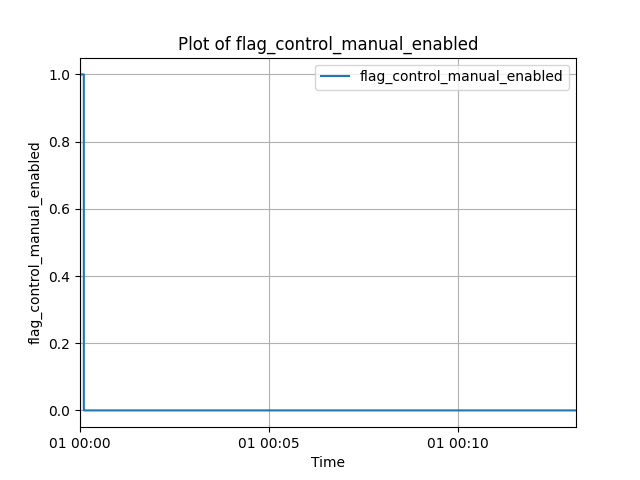 Plot of flag_control_manual_enabled
flag_control_manual_enabled
1.0
0.8
0.6
0.4
0.2
0.0
flag_control_manual_enabled
01 00:00
01 00:05
01 00:10
Time